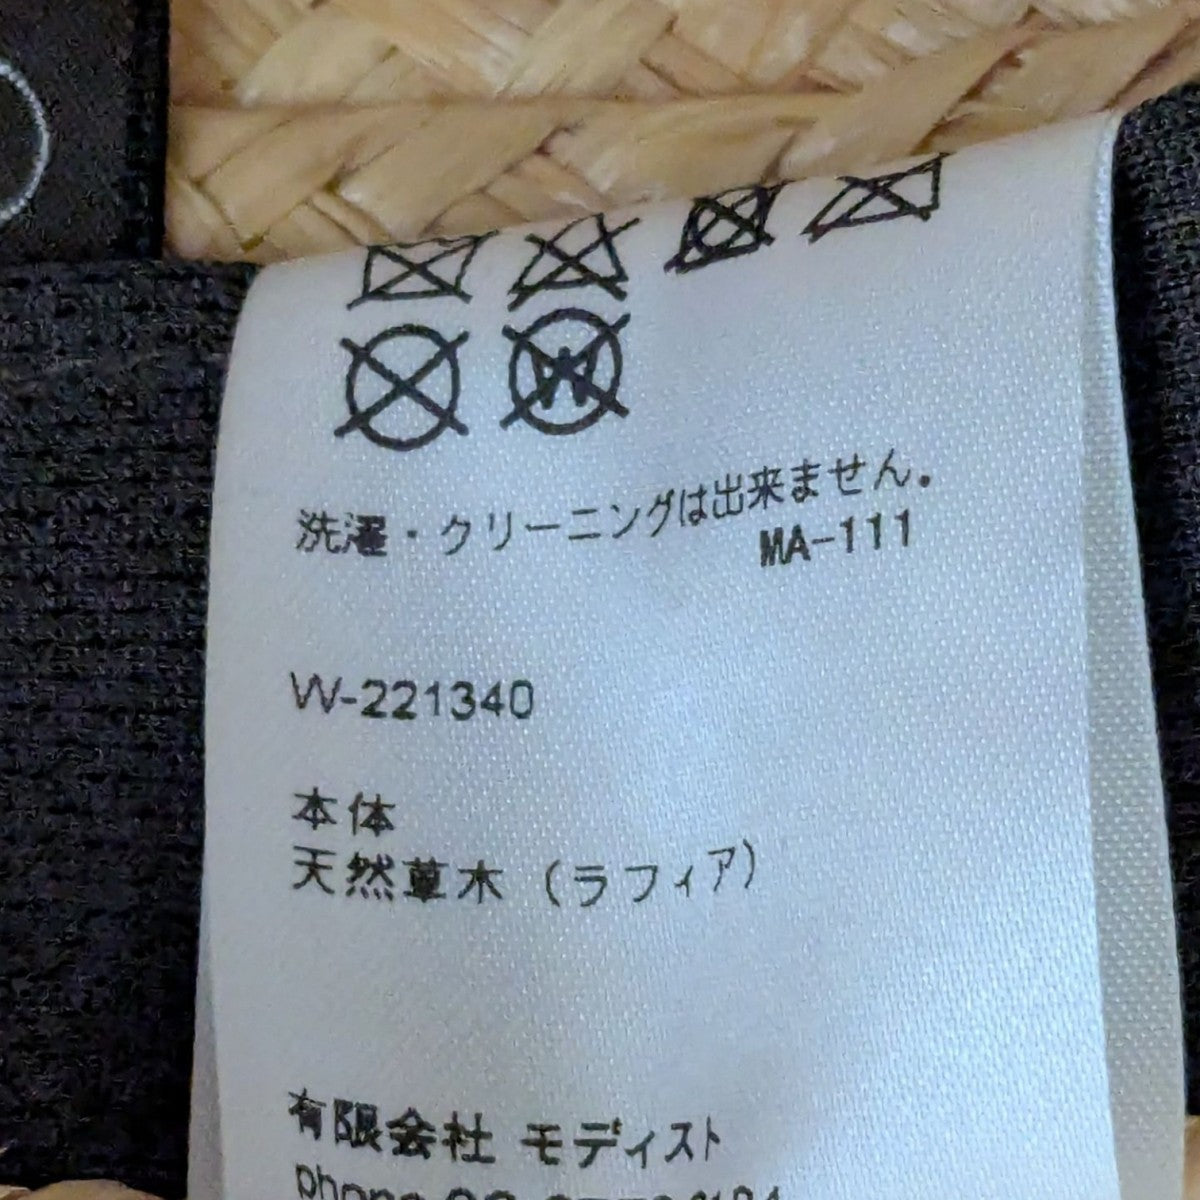 洗濯・クリーニングは出来ません。
MA-111
W-221340
本体
天然草木（ラフィア）
有限会社 モディスト
phone